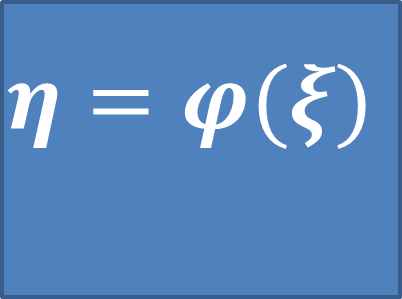 η = φ(ξ)